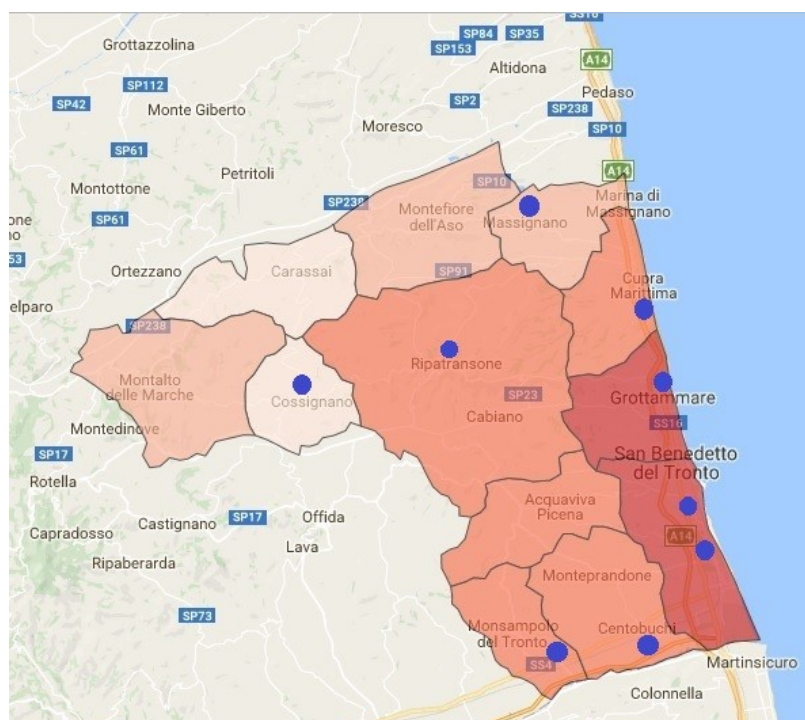 SS16
Grottazzolina
SP84
SP35
SP153
A14
Altidona
SP112
Pedaso
SP42
Monte Giberto
SP2
SP238
Moresco
SP10
SP61
Petritoli
A14
Montottone
SP10
Marina di
Massignano
SP238
Montefiore
dell'Aso
Massignano
SP61
Ortezzano
Carassai
SP91
Cupra
Marittima
SP238
Ripatransone
Montalto
delle Marche
Cossignano
SP23
Grottammare
Cabiano
SS16
Montedinove
San Benedetto
del Tronto
SP17
Rotella
Acquaviva
Picena
Offida
SP17
Castignano
Capradosso
A14
Lava
Ripaberarda
Monteprandone
SP73
Monsampolo
del Tronto
Centobuchi
SS4
Martinsicuro
Colonnella